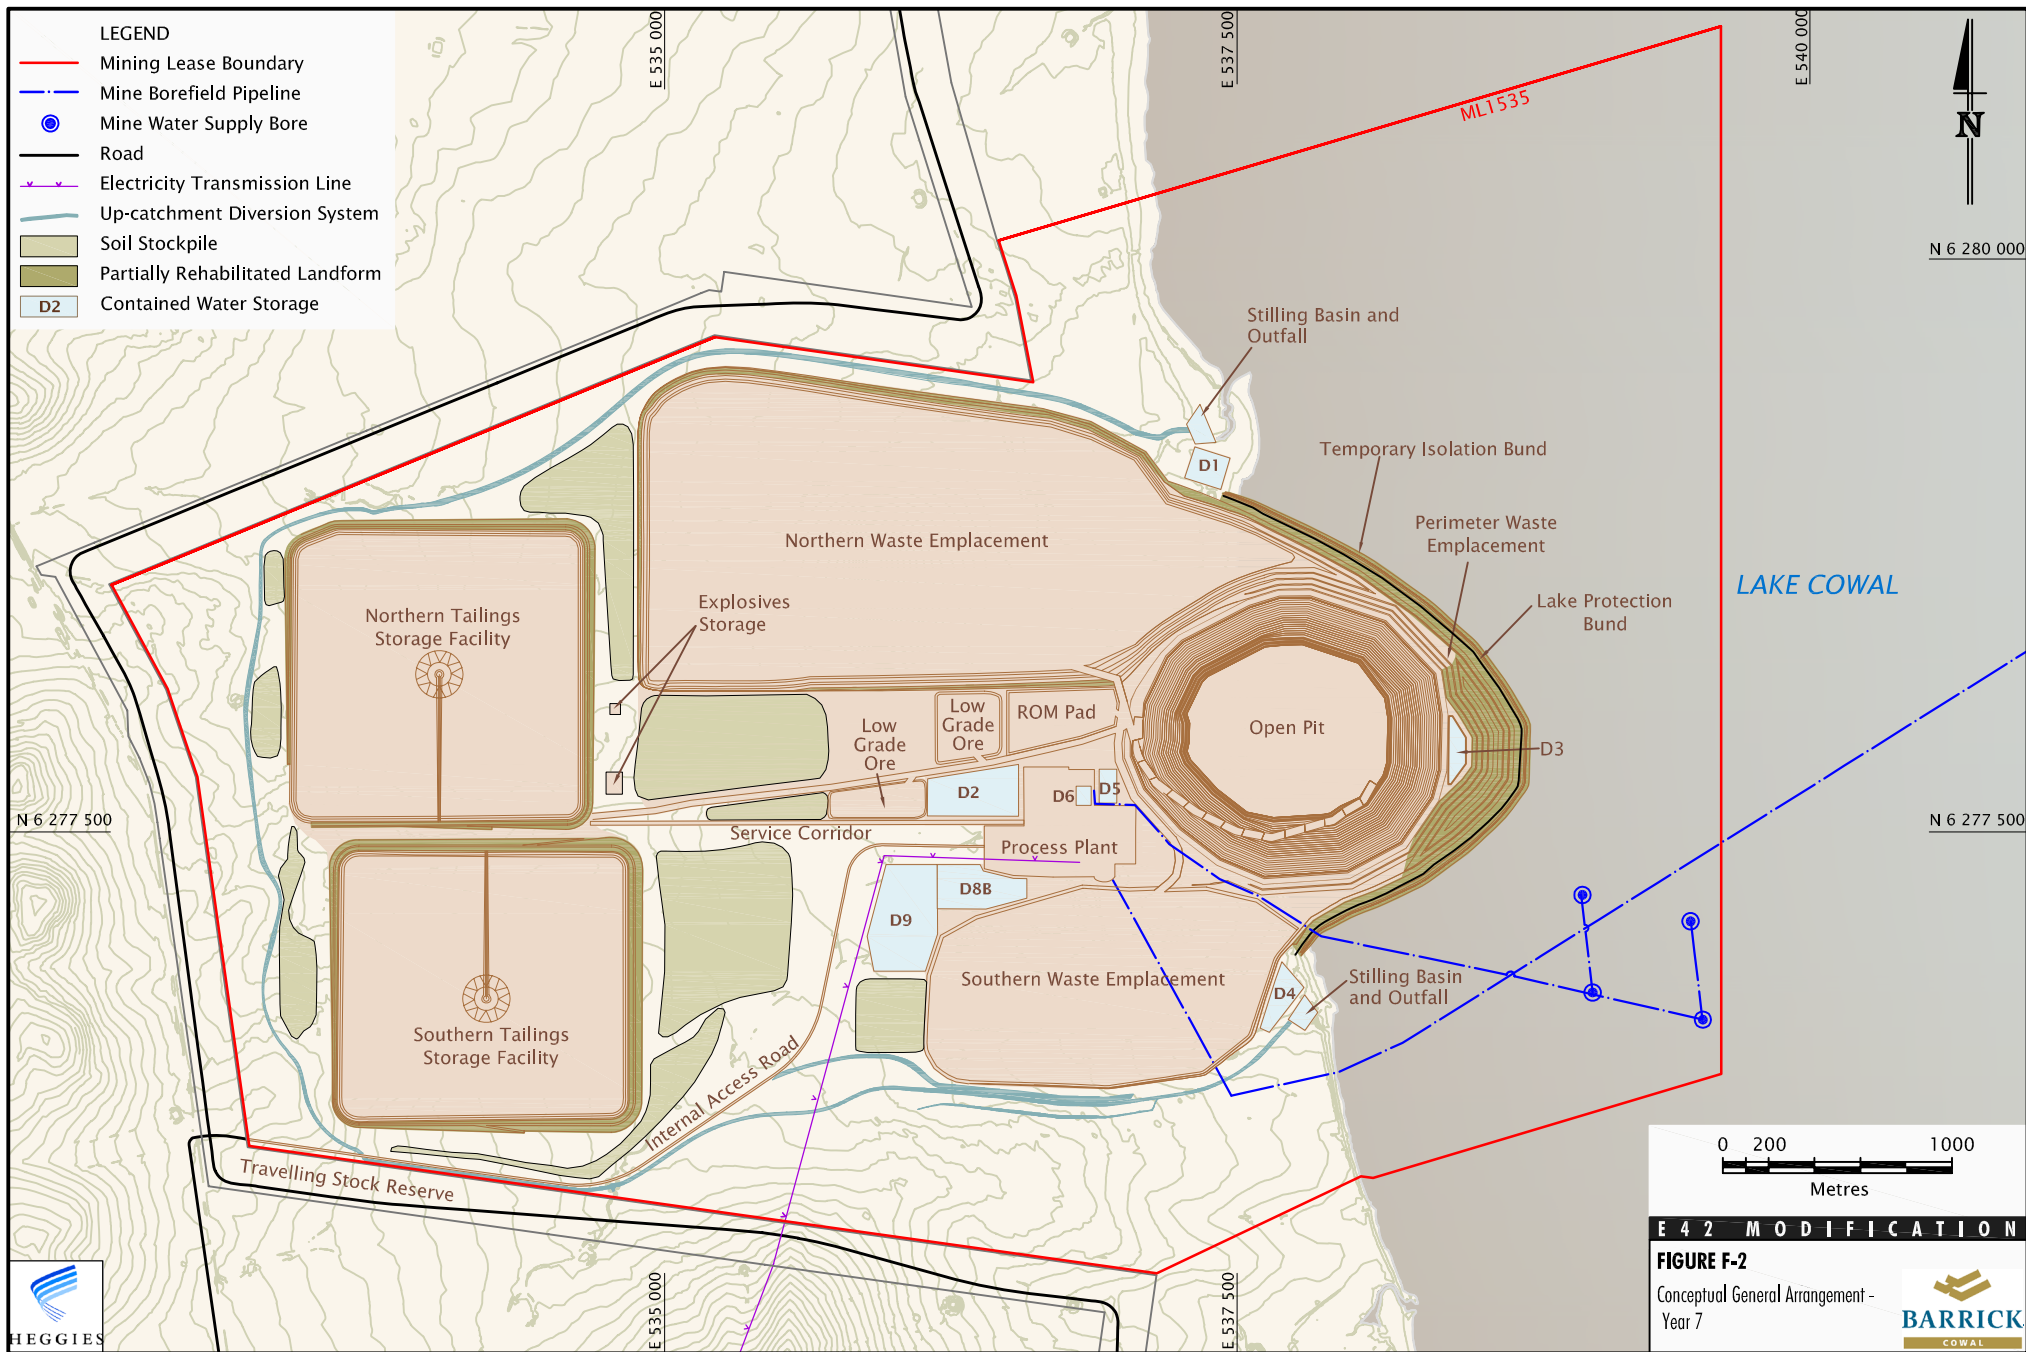 LEGEND
Mining Lease Boundary
Mine Borefield Pipeline
Mine Water Supply Bore
Road
Electricity Transmission Line
Up-catchment Diversion System
Soil Stockpile
Partially Rehabilitated Landform
D2
Contained Water Storage
E 535 000
E 537 500
E 540 000
ML1535
N
N 6 280 000
Stilling Basin and
Outfall
D1
Temporary Isolation Bund
Perimeter Waste
Emplacement
Northern Waste Emplacement
LAKE COWAL
Lake Protection
Bund
Explosives
Storage
Northern Tailings
Storage Facility
Low
Grade
Ore
ROM Pad
Low
Grade
Ore
Open Pit
D3
D2
D6
D5
N 6 277 500
N 6 277 500
Service Corridor
Process Plant
D8B
D9
Southern Waste Emplacement
D4
Stilling Basin
and Outfall
Southern Tailings
Storage Facility
Internal Access Road
Travelling Stock Reserve
E 535 000
E 537 500
0 200 1000
Metres
E42 MODIFICATION
FIGURE F-2
Conceptual General Arrangement -
Year 7
HEGGIES
BARRICK
COWAL